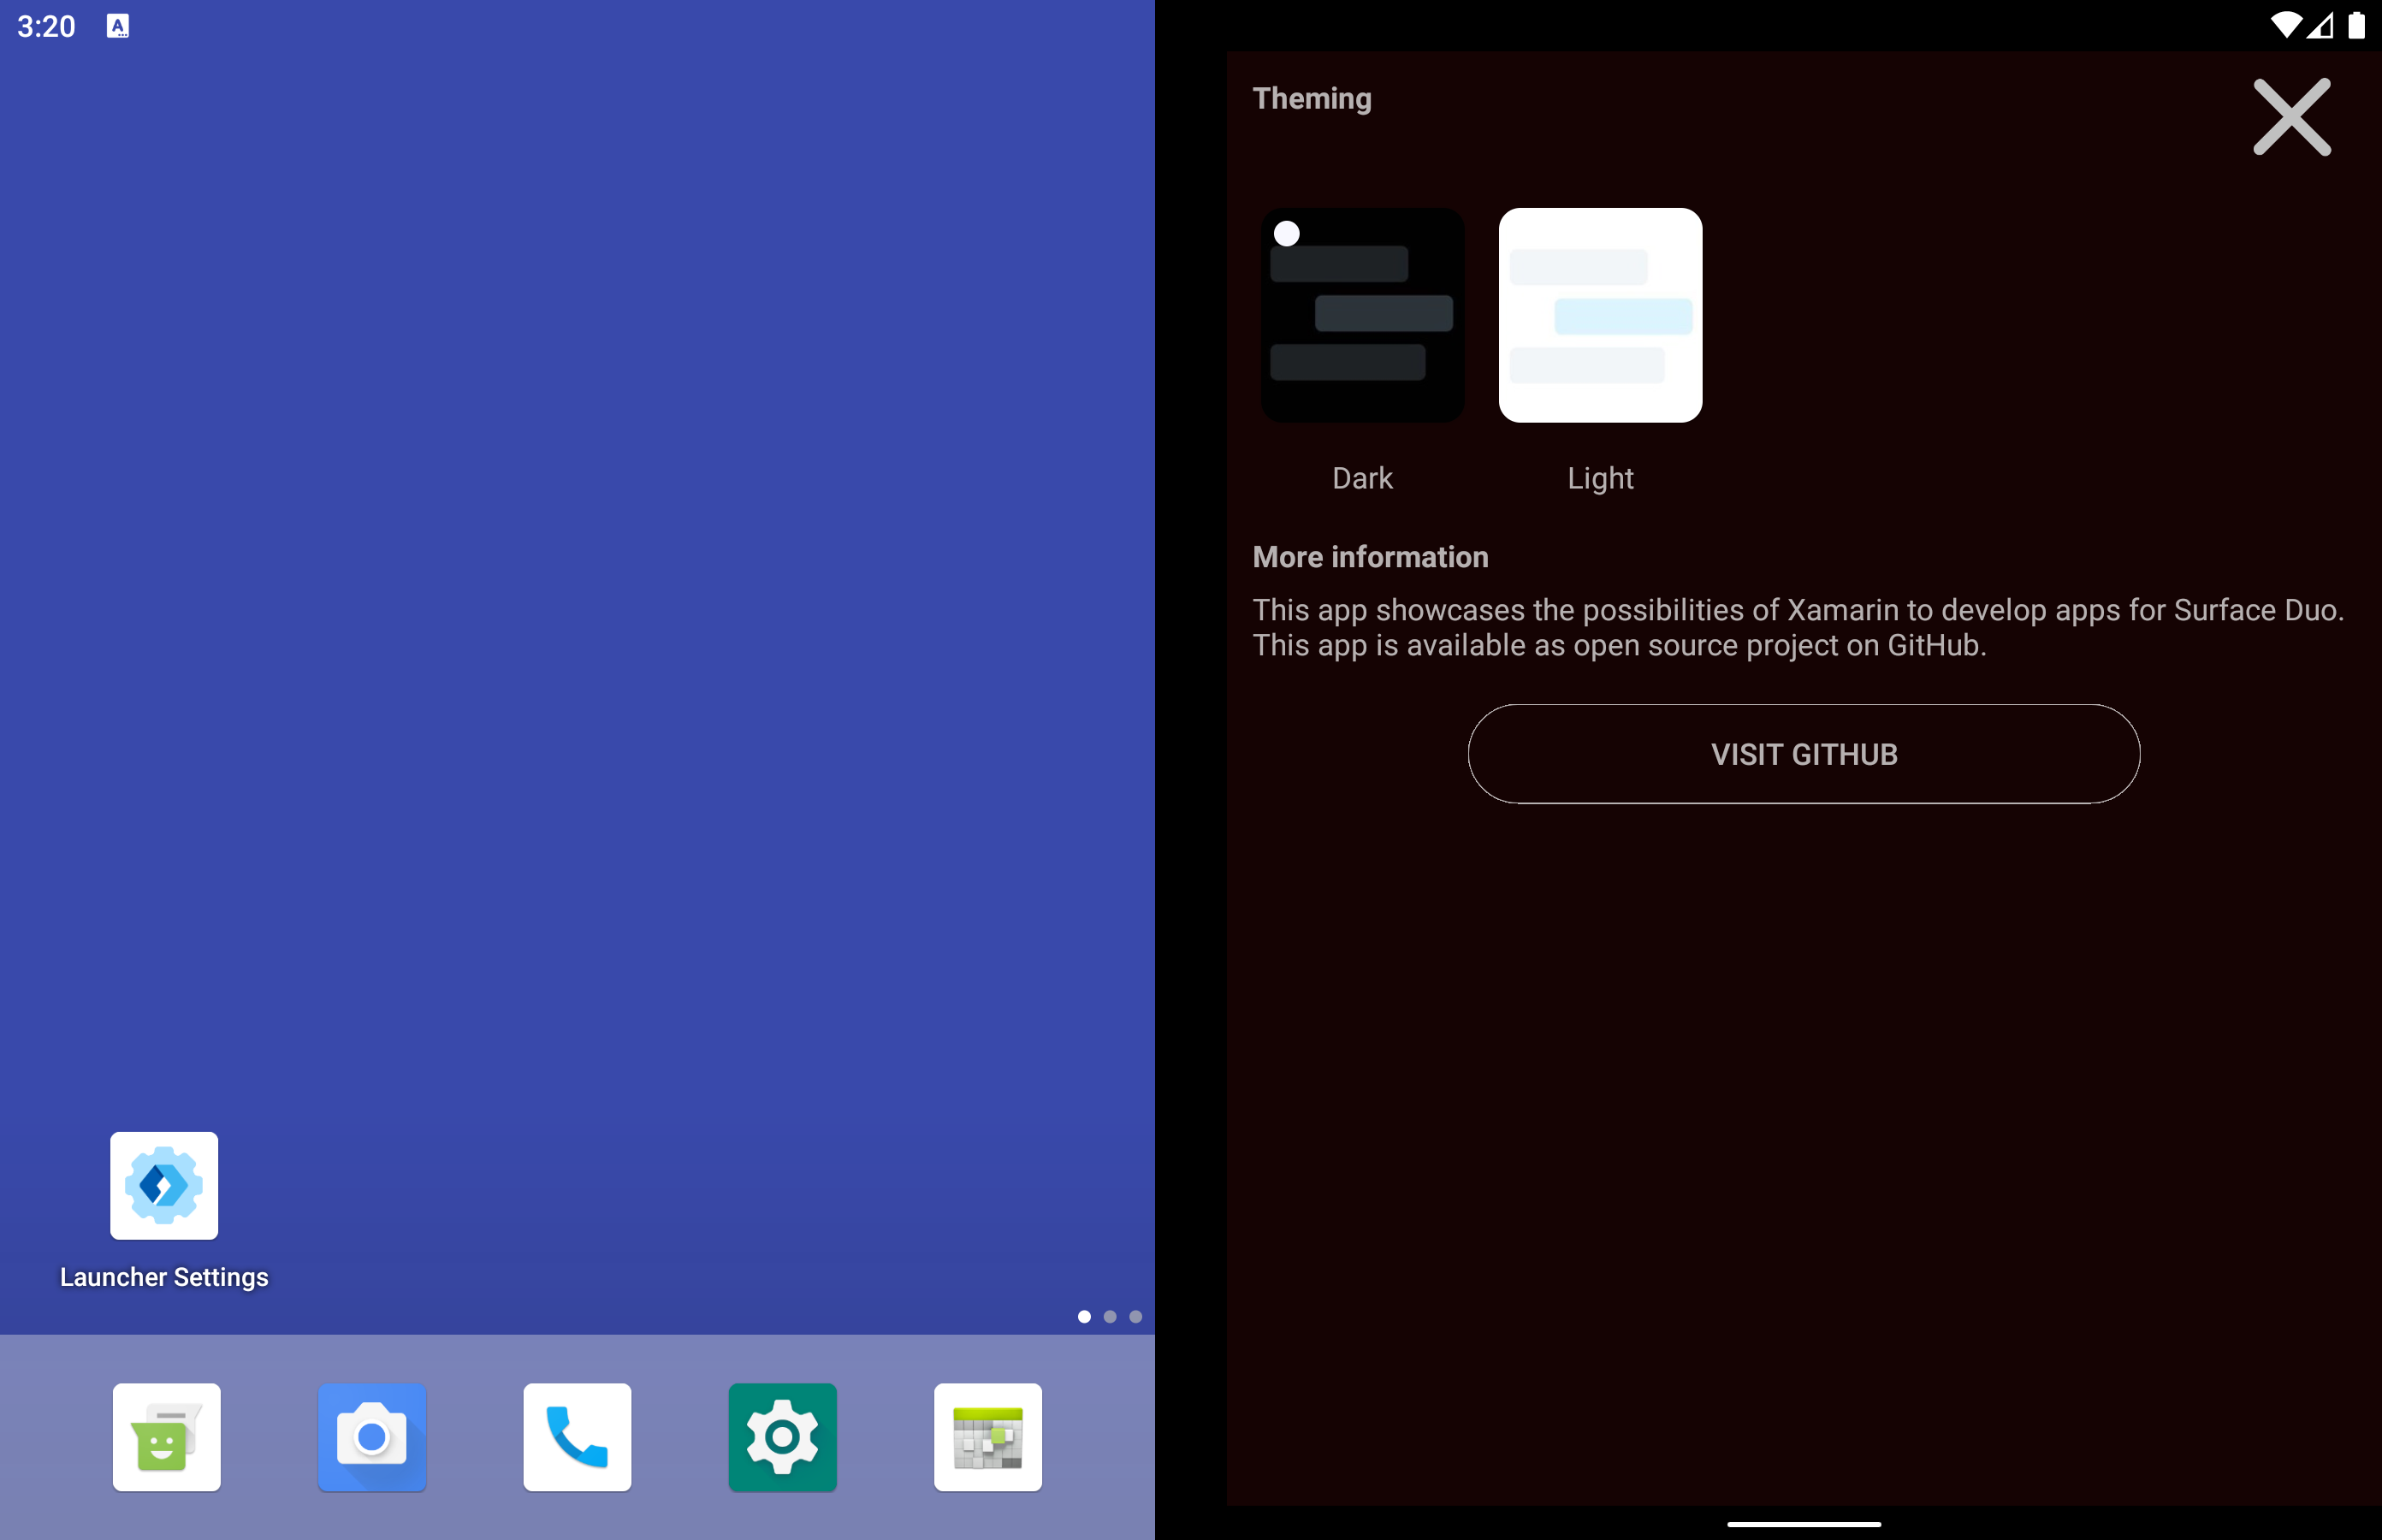 3:20
A
Theming
Dark
Light
More information
This app showcases the possibilities of Xamarin to develop apps for Surface Duo.
This app is available as open source project on GitHub.
VISIT GITHUB
Launcher Settings